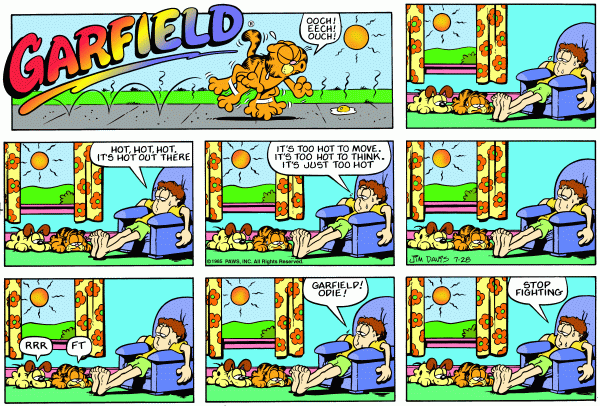 GARFIELD®
OOCH!
EECH!
OUCH!
HOT, HOT, HOT.
IT'S HOT OUT THERE
IT'S TOO HOT TO MOVE.
IT'S TOO HOT TO THINK.
IT'S JUST TOO HOT
©1985 PAWS, INC. All Rights Reserved.
JIM DAVIS 7-28
RRR
FT
GARFIELD!
ODIE!
STOP
FIGHTING